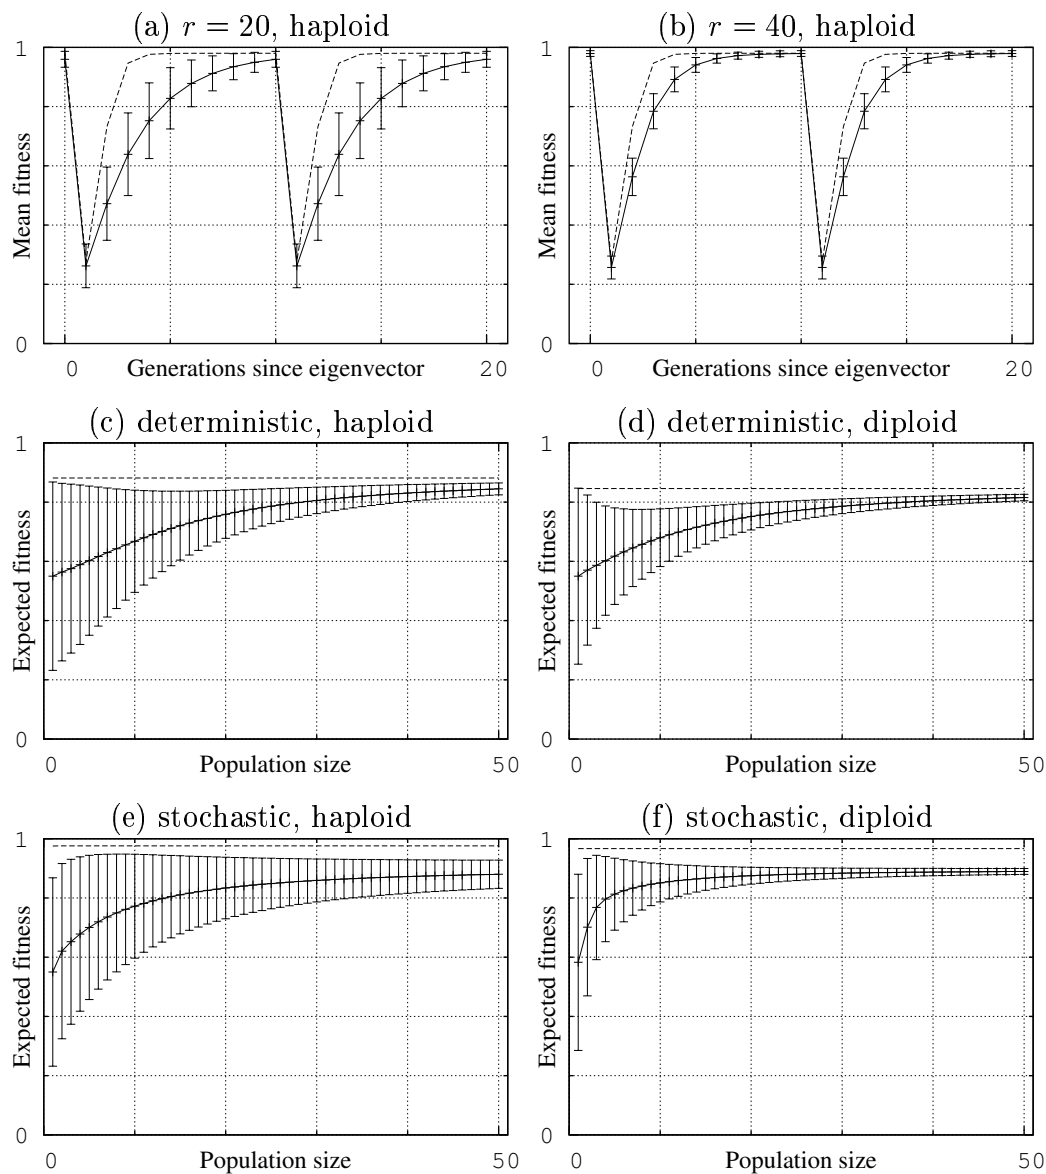 (a) r = 20, haploid
1
Mean fitness
0
0 Generations since eigenvector 20
(b) r = 40, haploid
1
Mean fitness
0
0 Generations since eigenvector 20
(c) deterministic, haploid
1
Expected fitness
0
0 Population size 50
(d) deterministic, diploid
1
Expected fitness
0
0 Population size 50
(e) stochastic, haploid
1
Expected fitness
0
0 Population size 50
(f) stochastic, diploid
1
Expected fitness
0
0 Population size 50